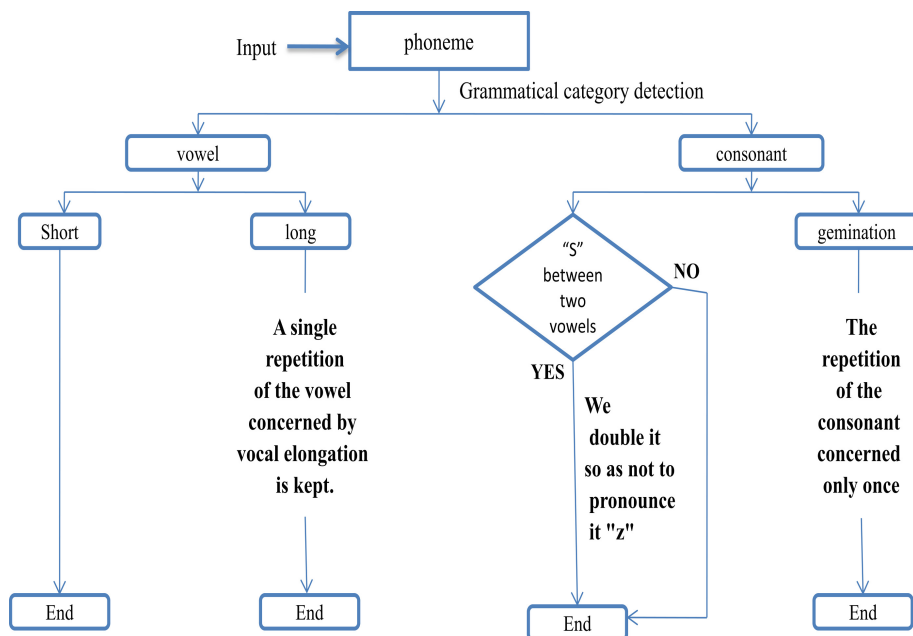 phoneme
Input
Grammatical category detection
vowel
consonant
Short
long
“S”
between
two
vowels
gemination
NO
YES
A single
repetition
of the vowel
concerned by
vocal elongation
is kept.
We
double it
so as not to
pronounce
it "z"
The
repetition
of the
consonant
concerned
only once
End
End
End
End